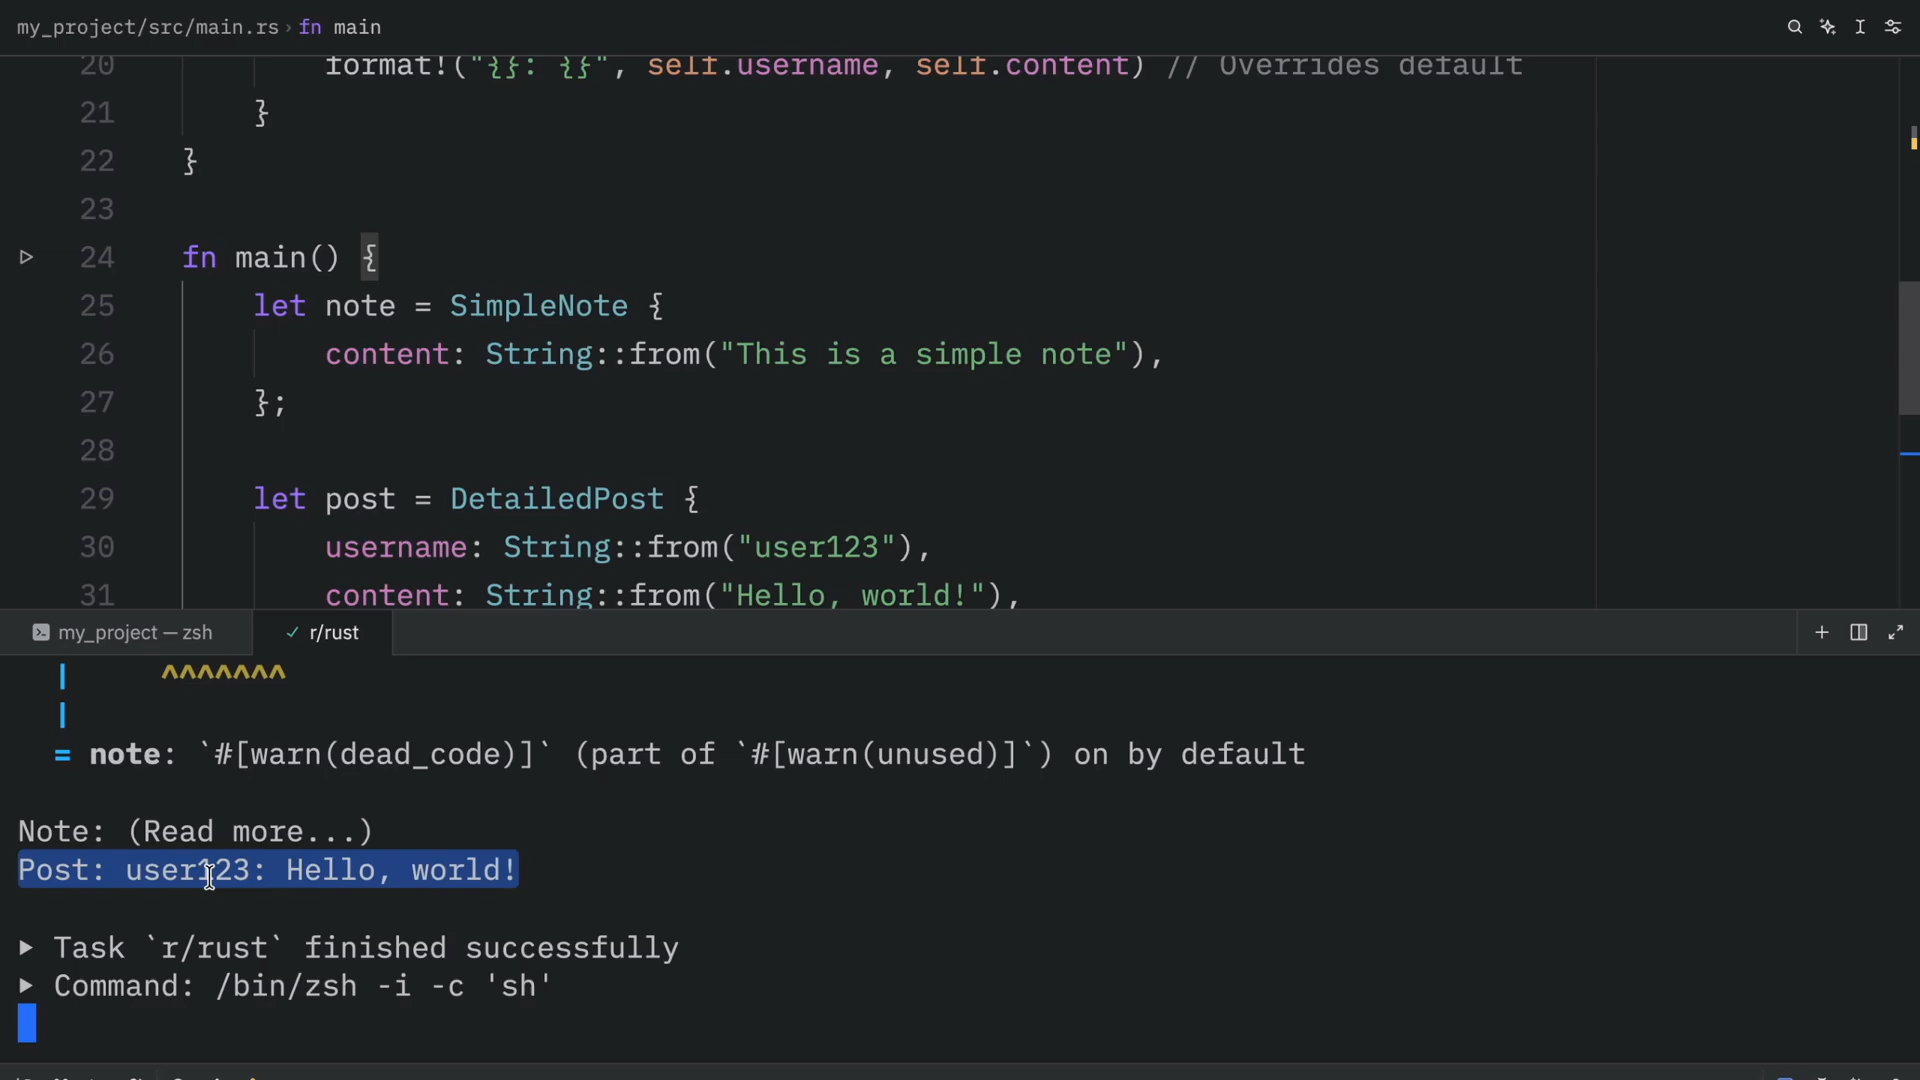 my_project/src/main.rs › fn main
20 format!("{}: {}", self.username, self.content) // Overrides default
21 }
22 }
23
24 fn main() {
25 let note = SimpleNote {
26 content: String::from("This is a simple note"),
27 };
28
29 let post = DetailedPost {
30 username: String::from("user123"),
31 content: String::from("Hello, world!"),
my_project — zsh ✓ r/rust
| ^^^^^^^
|
= note: `#[warn(dead_code)]` (part of `#[warn(unused)]`) on by default
Note: (Read more...)
Post: user123: Hello, world!
Task `r/rust` finished successfully
Command: /bin/zsh -i -c 'sh'